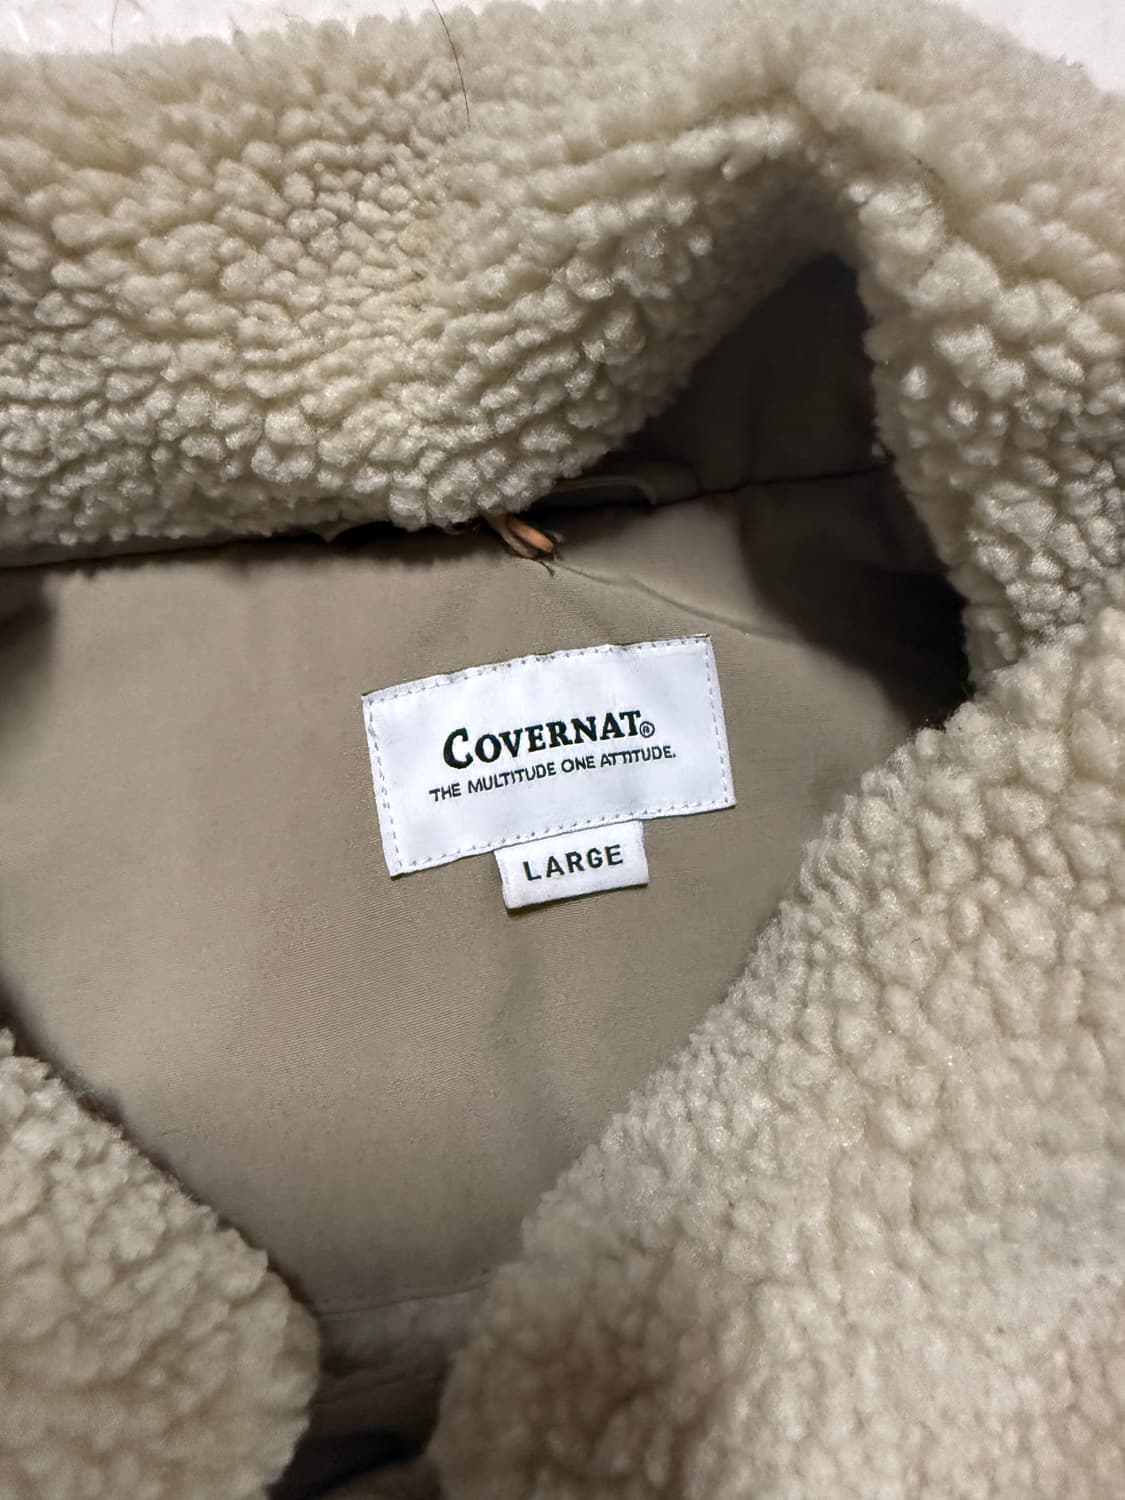 COVERNAT®
THE MULTITUDE ONE ATTITUDE.
LARGE